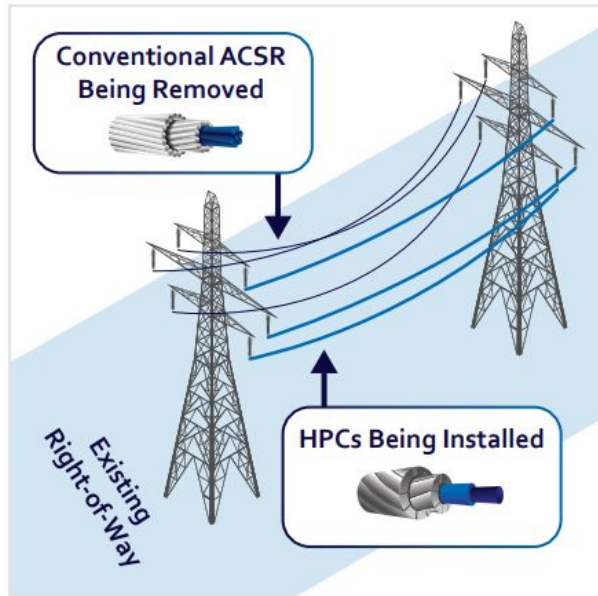 Conventional ACSR
Being Removed
HPCs Being Installed
Existing
Right-of-Way